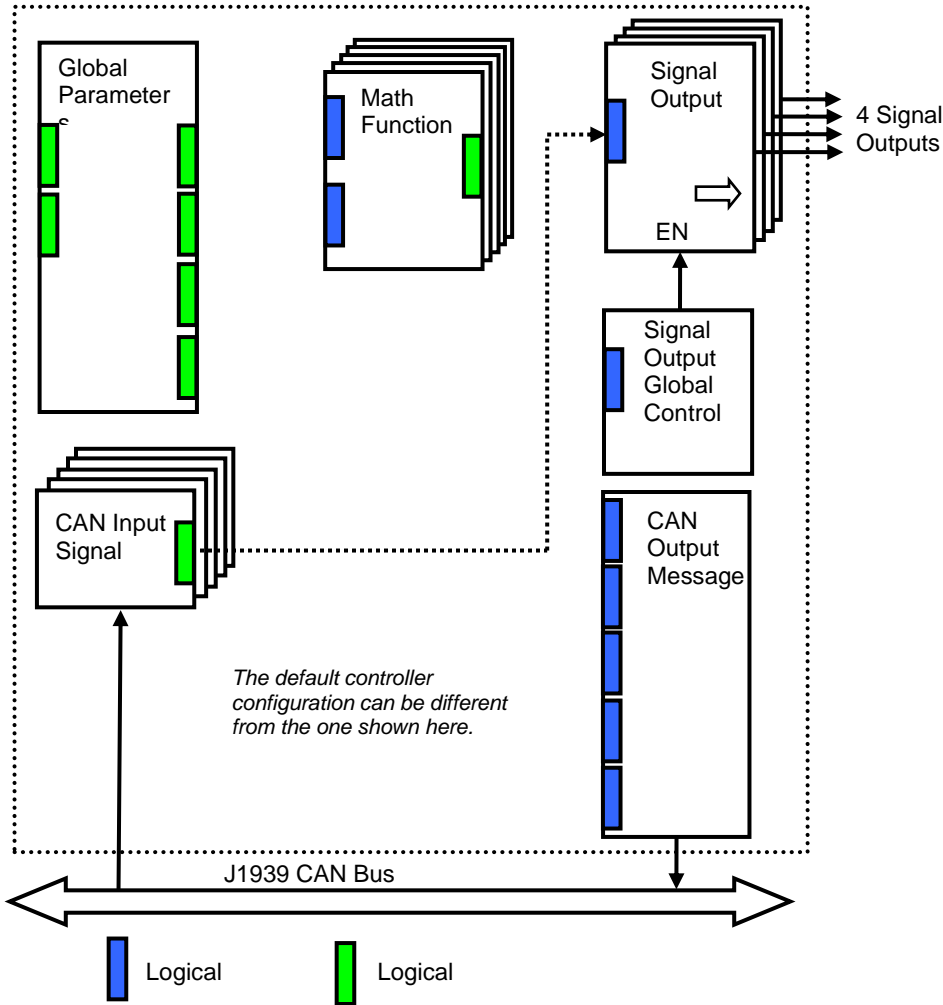 Global
Parameter
s
Math
Function
Signal
Output
EN
4 Signal
Outputs
Signal
Output
Global
Control
CAN Input
Signal
CAN
Output
Message
The default controller
configuration can be different
from the one shown here.
J1939 CAN Bus
Logical
Logical